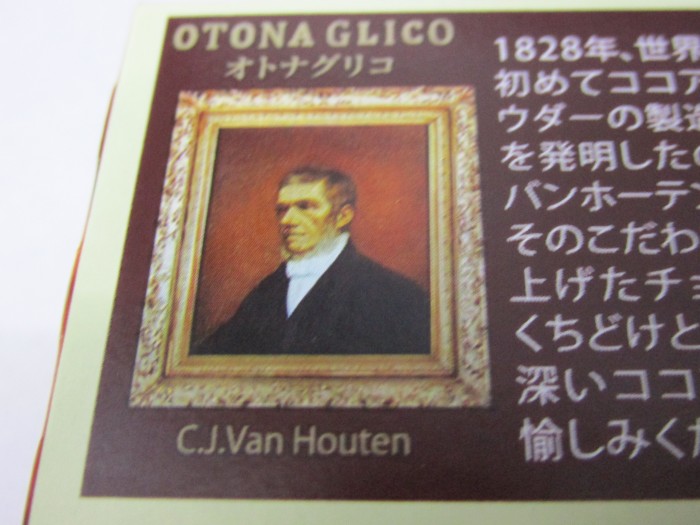 OTONA GLICO
オトナグリコ
C.J.Van Houten
1828年、世界
初めてココア
ウダーの製造
を発明した
バンホーテ
そのこだわ
上げたチ
くちどけと
深いココ
愉しみくだ